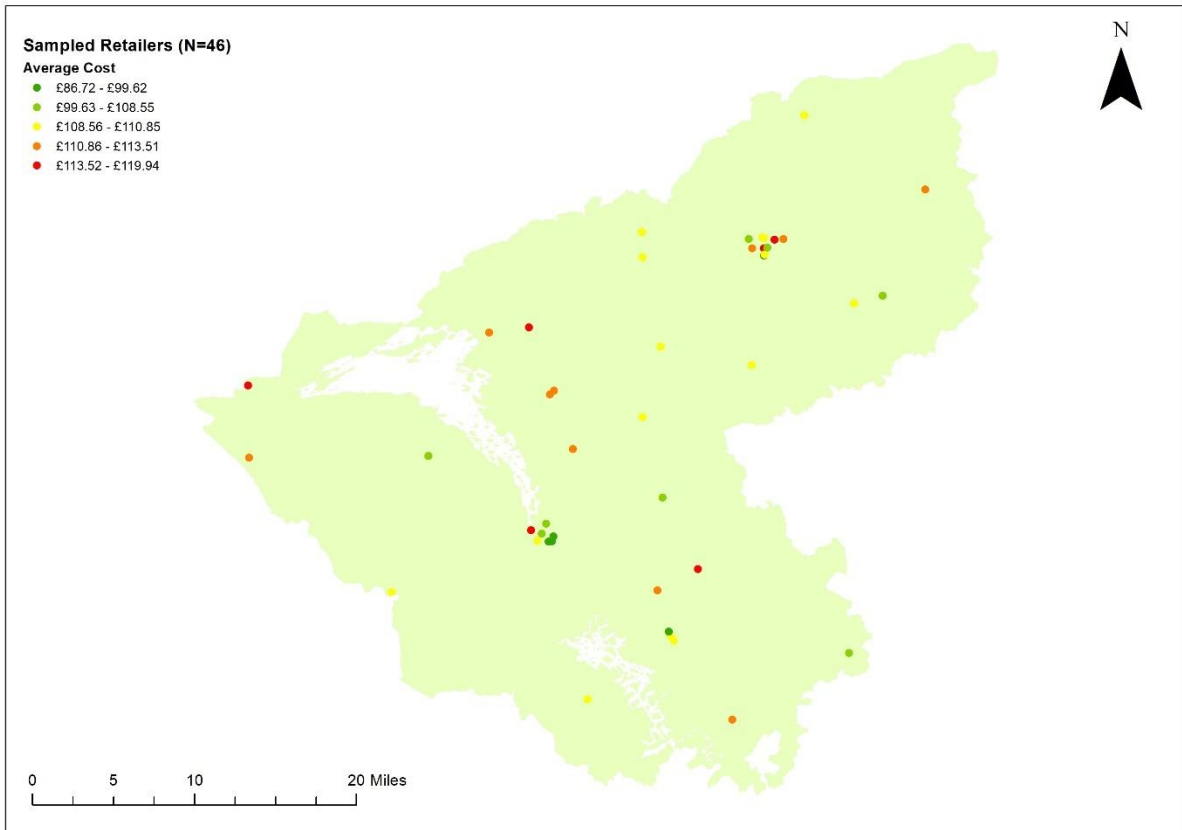 Sampled Retailers (N=46)
Average Cost
£86.72 - £99.62
£99.63 - £108.55
£108.56 - £110.85
£110.86 - £113.51
£113.52 - £119.94
N
0 5 10 20 Miles